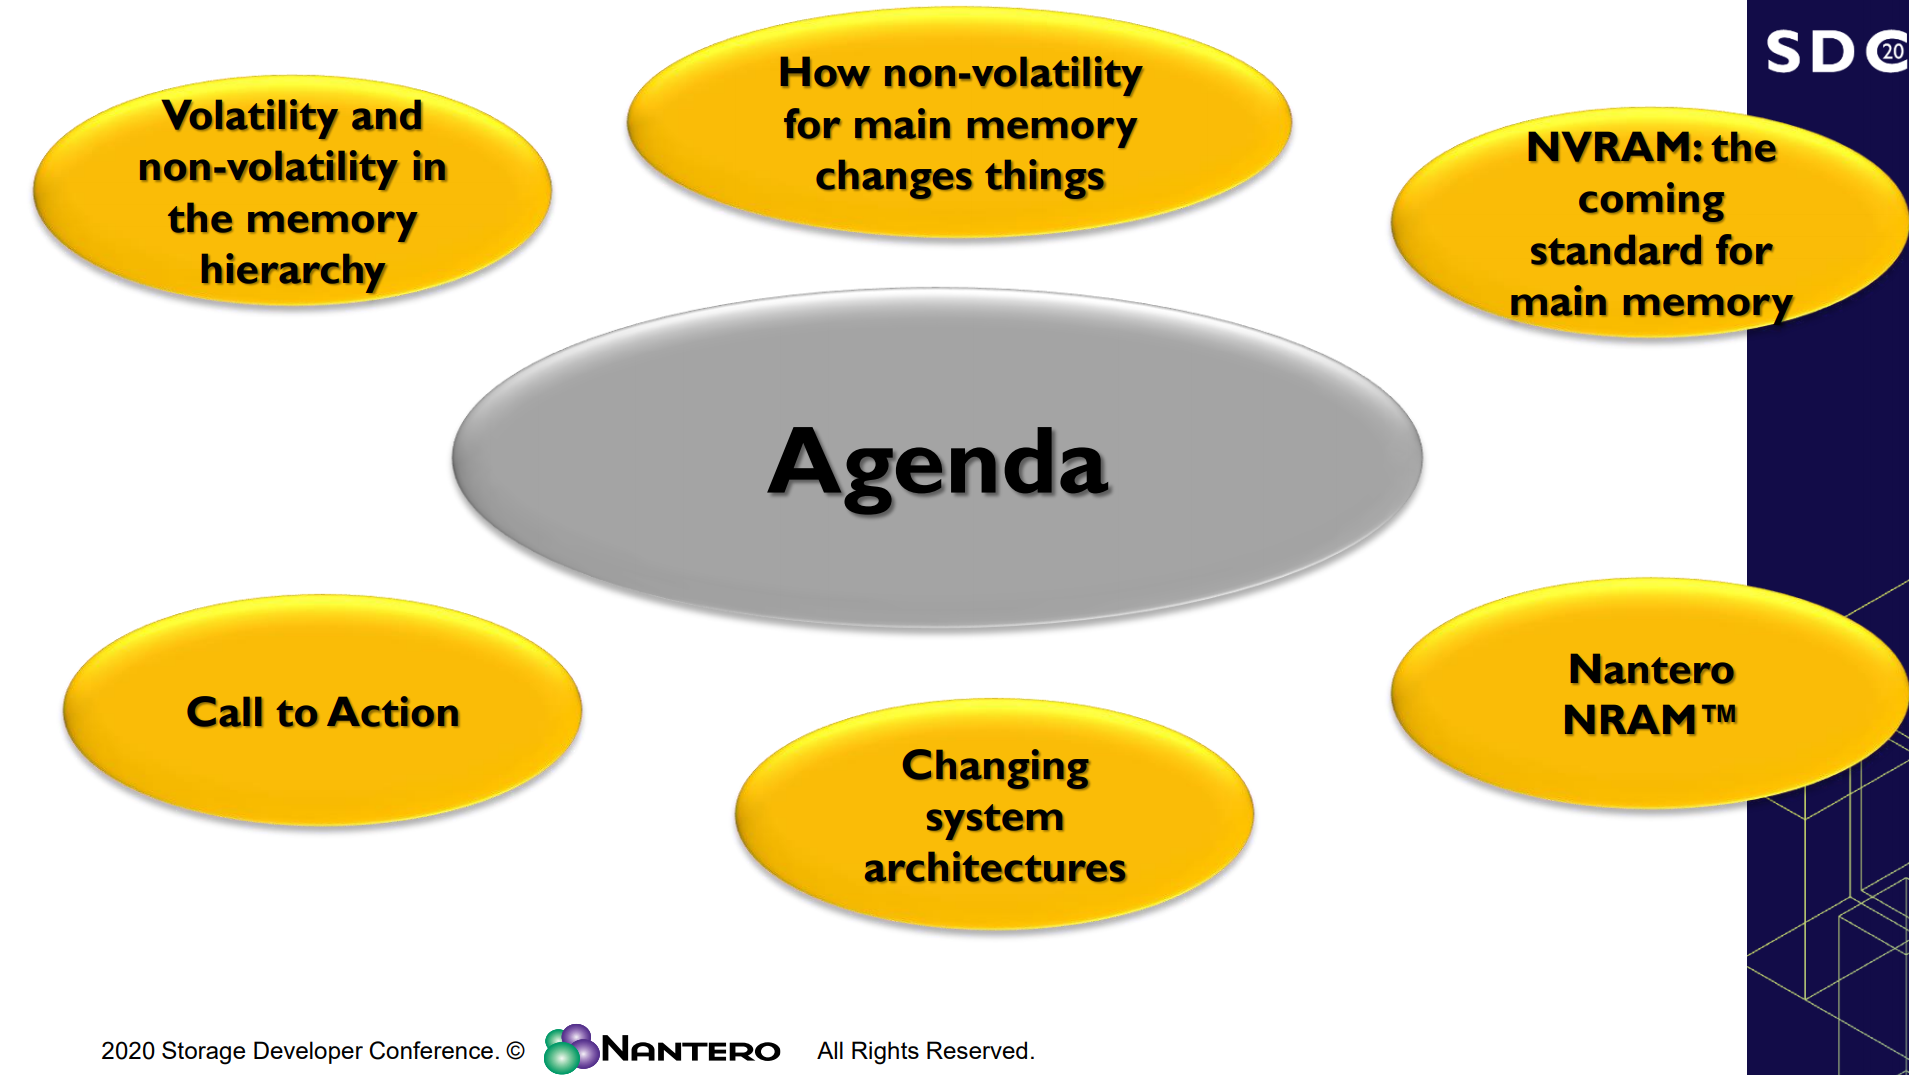 SDC 20
Volatility and
non-volatility in
the memory
hierarchy
How non-volatility
for main memory
changes things
NVRAM: the
coming
standard for
main memory
Agenda
Call to Action
Changing
system
architectures
Nantero
NRAM™
2020 Storage Developer Conference. © NANTERO All Rights Reserved.